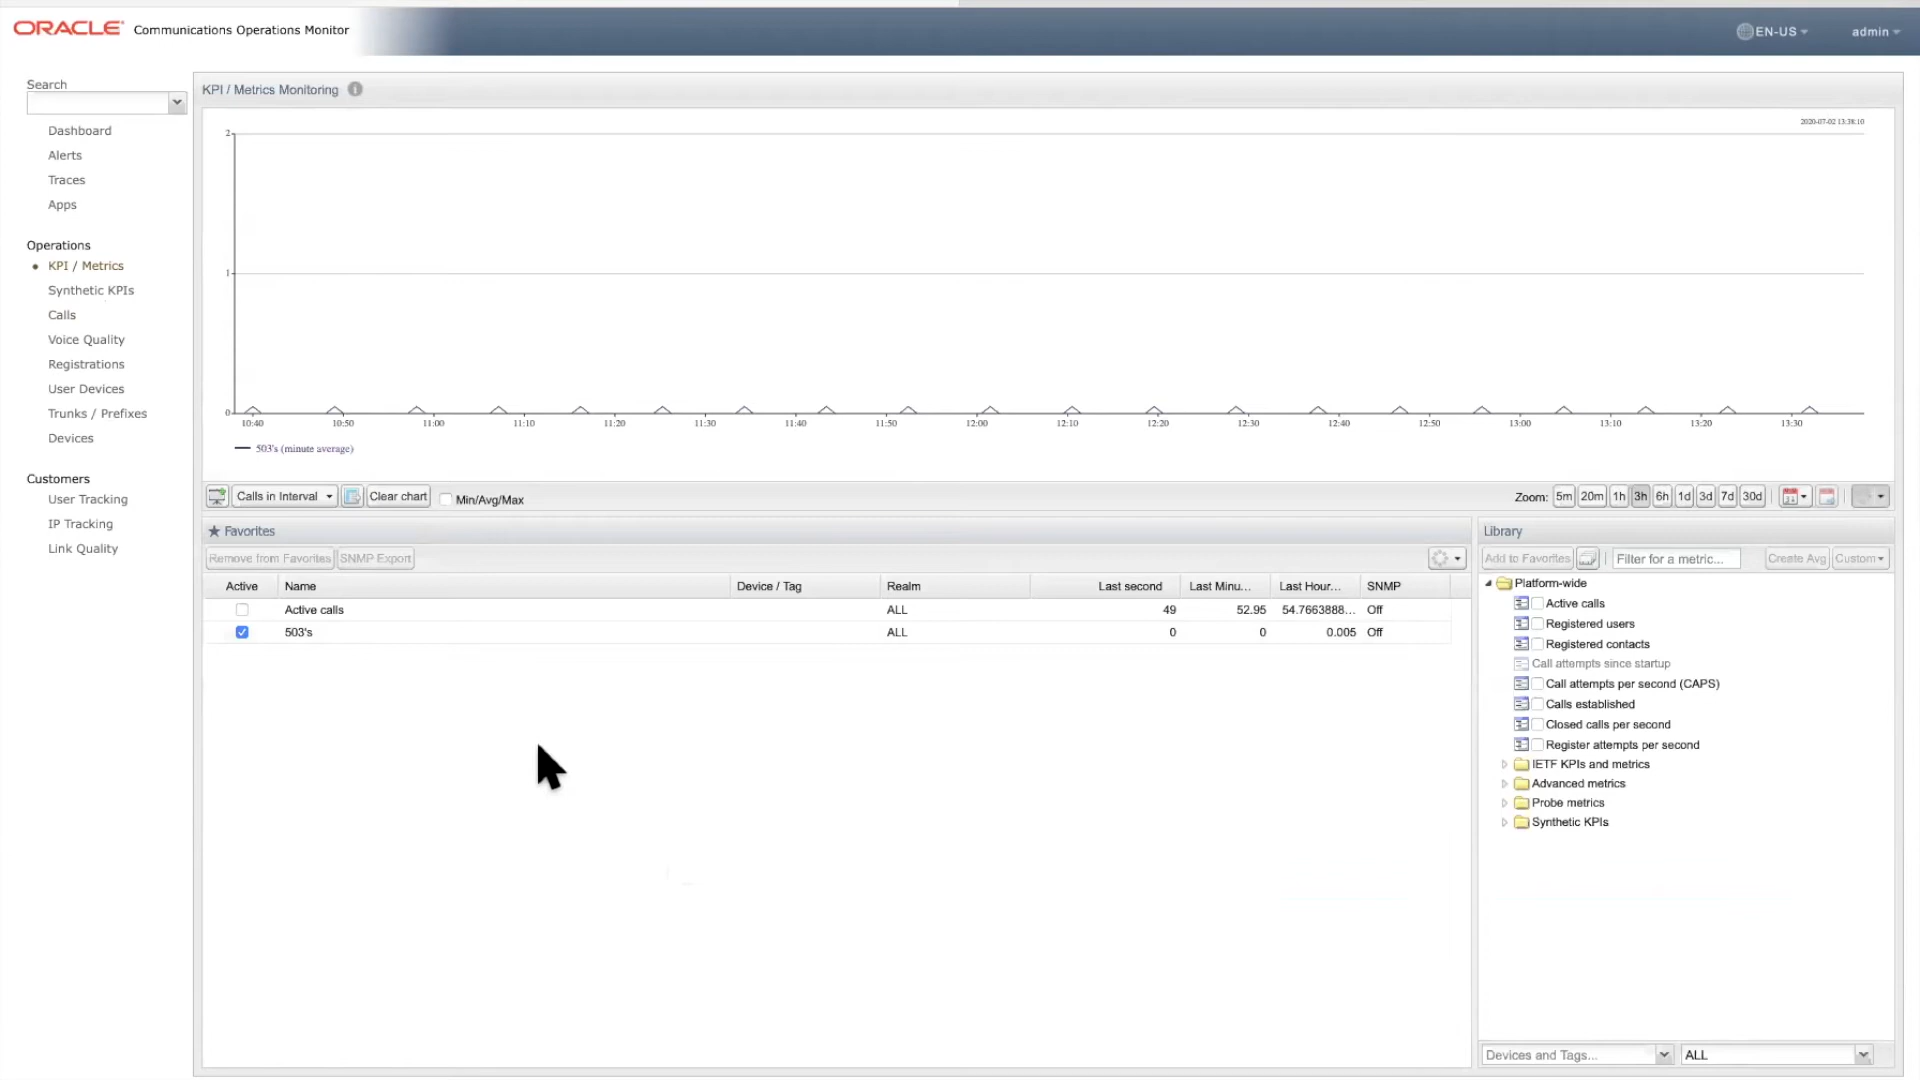 ORACLE Communications Operations Monitor
EN-US
admin
Search
Dashboard
Alerts
Traces
Apps
Operations
KPI / Metrics
Synthetic KPIs
Calls
Voice Quality
Registrations
User Devices
Trunks / Prefixes
Devices
Customers
User Tracking
IP Tracking
Link Quality
KPI / Metrics Monitoring
2020-07-02 13:38:10
2
1
0
10:40 10:50 11:00 11:10 11:20 11:30 11:40 11:50 12:00 12:10 12:20 12:30 12:40 12:50 13:00 13:10 13:20 13:30
503's (minute average)
Calls in Interval Clear chart Min/Avg/Max
Zoom: 5m 20m 1h 3h 6h 1d 3d 7d 30d
Favorites
Remove from Favorites SNMP Export
Active Name Device / Tag Realm Last second Last Minu... Last Hour... SNMP
Active calls ALL 49 52.95 54.7663888... Off
503's ALL 0 0 0.005 Off
Library
Add to Favorites Filter for a metric... Create Avg Custom
Platform-wide
Active calls
Registered users
Registered contacts
Call attempts since startup
Call attempts per second (CAPS)
Calls established
Closed calls per second
Register attempts per second
IETF KPIs and metrics
Advanced metrics
Probe metrics
Synthetic KPIs
Devices and Tags... ALL